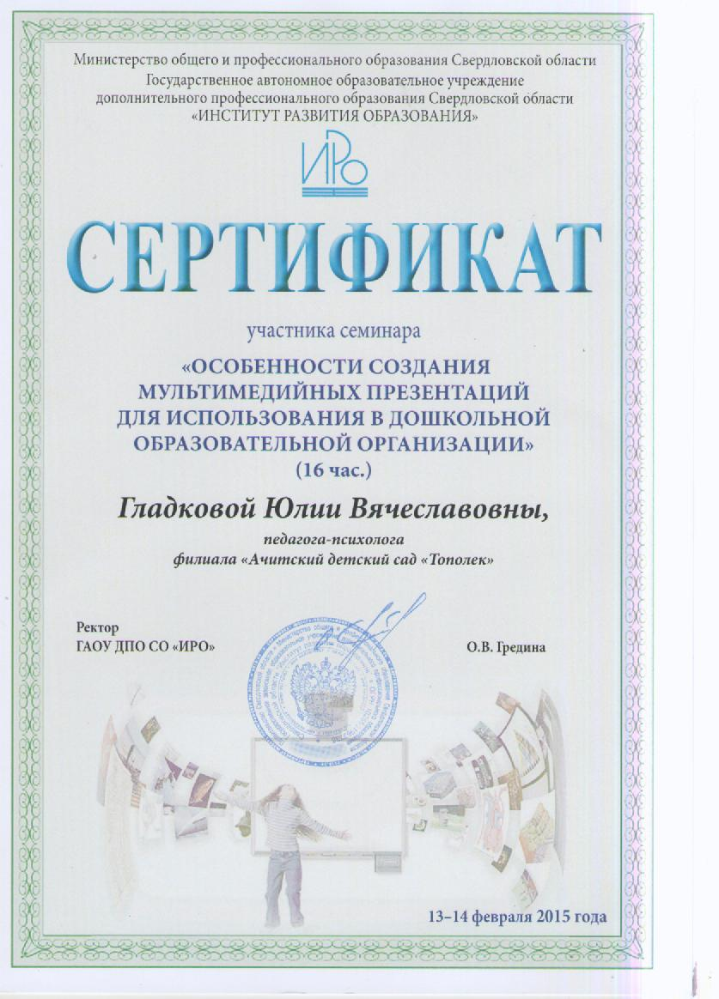 Министерство общего и профессионального образования Свердловской области
Государственное автономное образовательное учреждение
дополнительного профессионального образования Свердловской области
«ИНСТИТУТ РАЗВИТИЯ ОБРАЗОВАНИЯ»
ИРО
СЕРТИФИКАТ
участника семинара
«ОСОБЕННОСТИ СОЗДАНИЯ
МУЛЬТИМЕДИЙНЫХ ПРЕЗЕНТАЦИЙ
ДЛЯ ИСПОЛЬЗОВАНИЯ В ДОШКОЛЬНОЙ
ОБРАЗОВАТЕЛЬНОЙ ОРГАНИЗАЦИИ»
(16 час.)
Гладковой Юлии Вячеславовны,
педагога-психолога
филиала «Ачитский детский сад «Тополек»
Ректор
ГАОУ ДПО СО «ИРО»
О.В. Гредина
13–14 февраля 2015 года